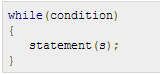 while(condition)
{
   statement(s);
}